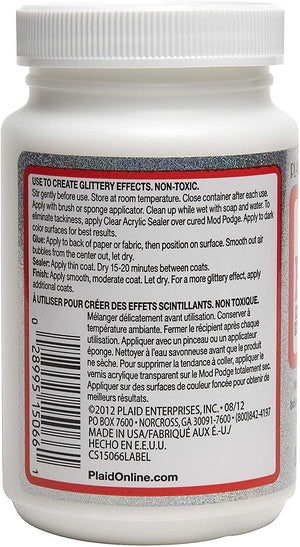 USE TO CREATE GLITTERY EFFECTS. NON-TOXIC.
Stir gently before use. Store at room temperature. Close container after each use.
Apply with brush or sponge applicator. Clean up while wet with soap and water. To
eliminate tackiness, apply Clear Acrylic Sealer over cured Mod Podge. Apply to dark
color surfaces for best results.
Glue: Apply to back of paper or fabric, then position on surface. Smooth out air
bubbles from the center out, let dry.
Sealer: Apply thin coat. Dry 15-20 minutes between coats.
Finish: Apply smooth, moderate coat. Let dry. For a more glittery effect, apply
additional coats.
À UTILISER POUR CRÉER DES EFFETS SCINTILLANTS. NON TOXIQUE.
Mélanger délicatement avant utilisation. Conserver à
température ambiante. Fermer le récipient après chaque
utilisation. Appliquer avec un pinceau ou un applicateur
éponge. Nettoyer à l'eau savonneuse avant que le produit
ne sèche. Pour supprimer la tendance à coller, appliquer le
vernis acrylique transparent sur le Mod Podge totalement sec.
Appliquer sur des surfaces de couleur foncée pour obtenir de
meilleurs résultats.
©2012 PLAID ENTERPRISES, INC. • 08/12
PO BOX 7600 • NORCROSS, GA 30091-7600 • (800)842-4197
MADE IN USA/FABRIQUÉ AUX É.-U./
HECHO EN E.E.U.U.
CS15066LABEL
PlaidOnline.com
0 28995 15066 1